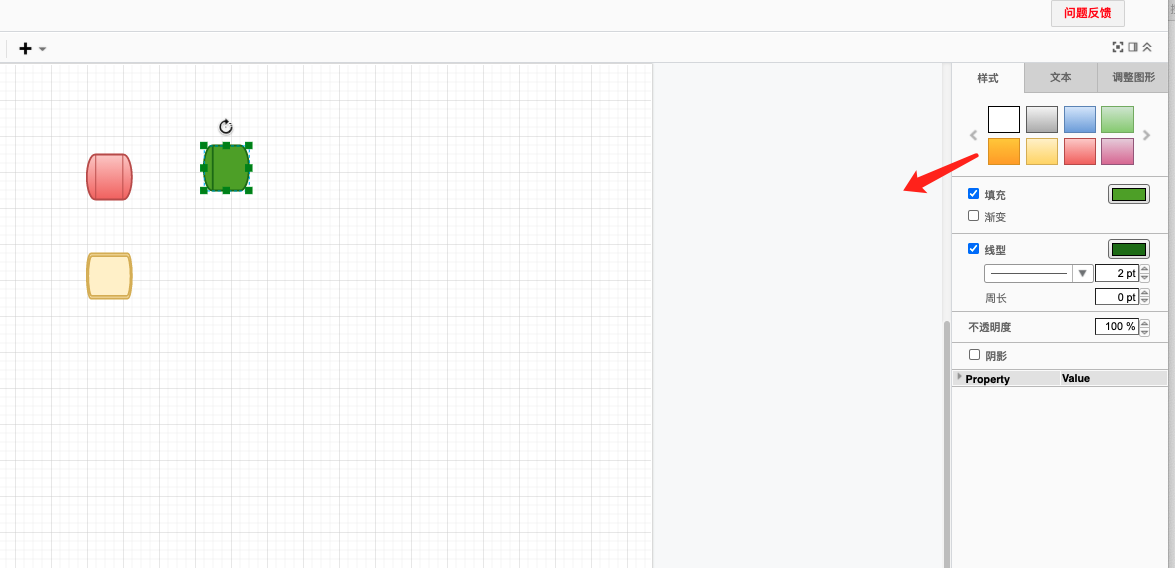 问题反馈
样式 文本 调整图形
填充
渐变
线型
2 pt
周长 0 pt
不透明度 100 %
阴影
Property Value